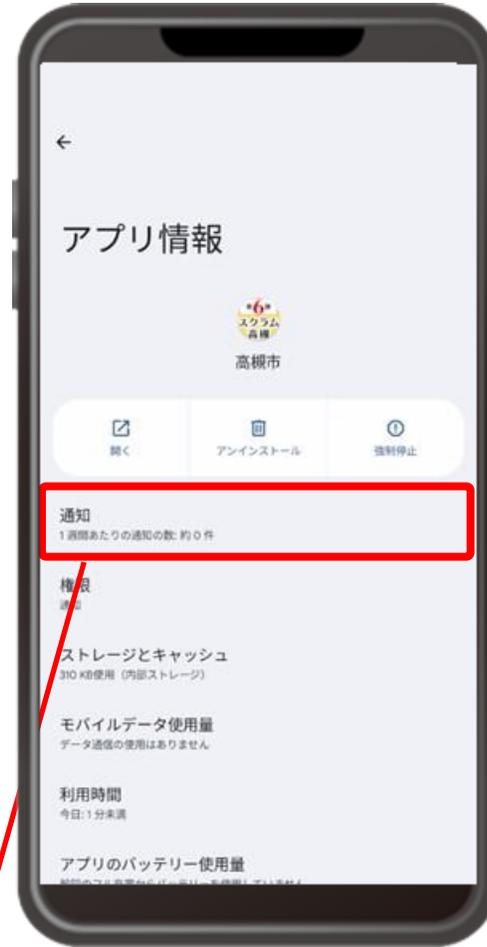 ←
アプリ情報
第6弾
スクラム
高槻
高槻市
開く
アンインストール
強制停止
通知
1 週間あたりの通知の数: 約 0 件
権限
通知
ストレージとキャッシュ
310 KB使用（内部ストレージ）
モバイルデータ使用量
データ通信の使用はありません
利用時間
今日: 1 分未満
アプリのバッテリー使用量